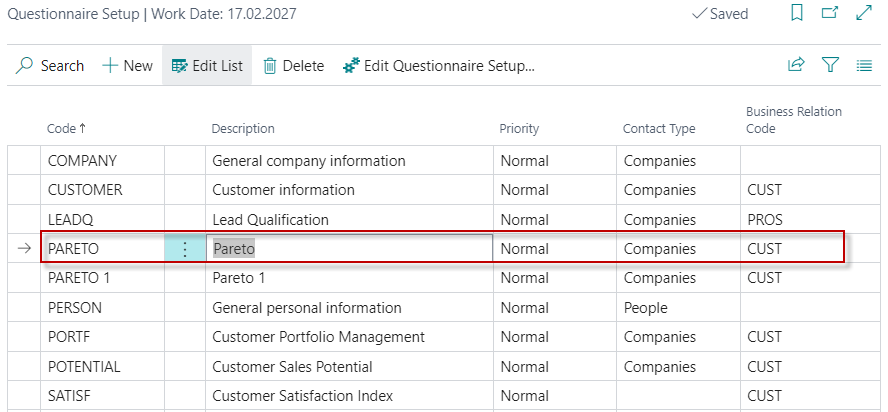 Questionnaire Setup | Work Date: 17.02.2027 Saved
Search New Edit List Delete Edit Questionnaire Setup...
Code ↑ Description Priority Contact Type Business Relation Code
COMPANY General company information Normal Companies
CUSTOMER Customer information Normal Companies CUST
LEADQ Lead Qualification Normal Companies PROS
PARETO Pareto Normal Companies CUST
PARETO 1 Pareto 1 Normal Companies CUST
PERSON General personal information Normal People
PORTF Customer Portfolio Management Normal Companies CUST
POTENTIAL Customer Sales Potential Normal Companies CUST
SATISF Customer Satisfaction Index Normal CUST